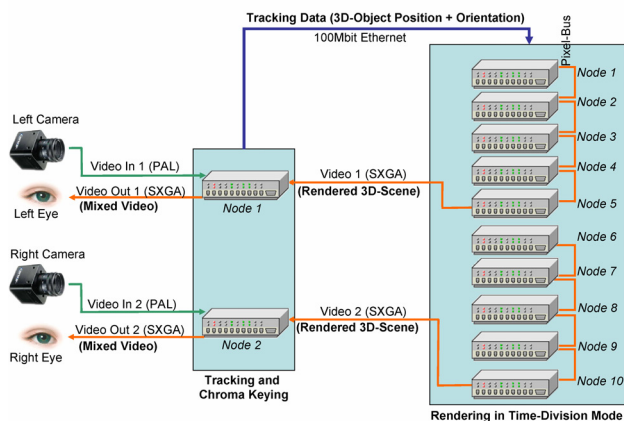 Tracking Data (3D-Object Position + Orientation)
100Mbit Ethernet
Pixel-Bus
Node 1
Node 2
Node 3
Node 4
Node 5
Node 6
Node 7
Node 8
Node 9
Node 10
Left Camera
Video In 1 (PAL)
Video Out 1 (SXGA)
(Mixed Video)
Left Eye
Node 1
Video 1 (SXGA)
(Rendered 3D-Scene)
Right Camera
Video In 2 (PAL)
Video Out 2 (SXGA)
(Mixed Video)
Right Eye
Node 2
Video 2 (SXGA)
(Rendered 3D-Scene)
Tracking and
Chroma Keying
Rendering in Time-Division Mode